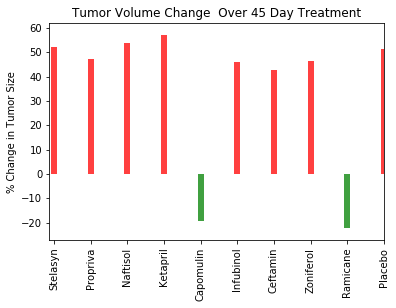 Tumor Volume Change  Over 45 Day Treatment
% Change in Tumor Size
60
50
40
30
20
10
0
−10
−20
Stelasyn
Propriva
Naftisol
Ketapril
Capomulin
Infubinol
Ceftamin
Zoniferol
Ramicane
Placebo